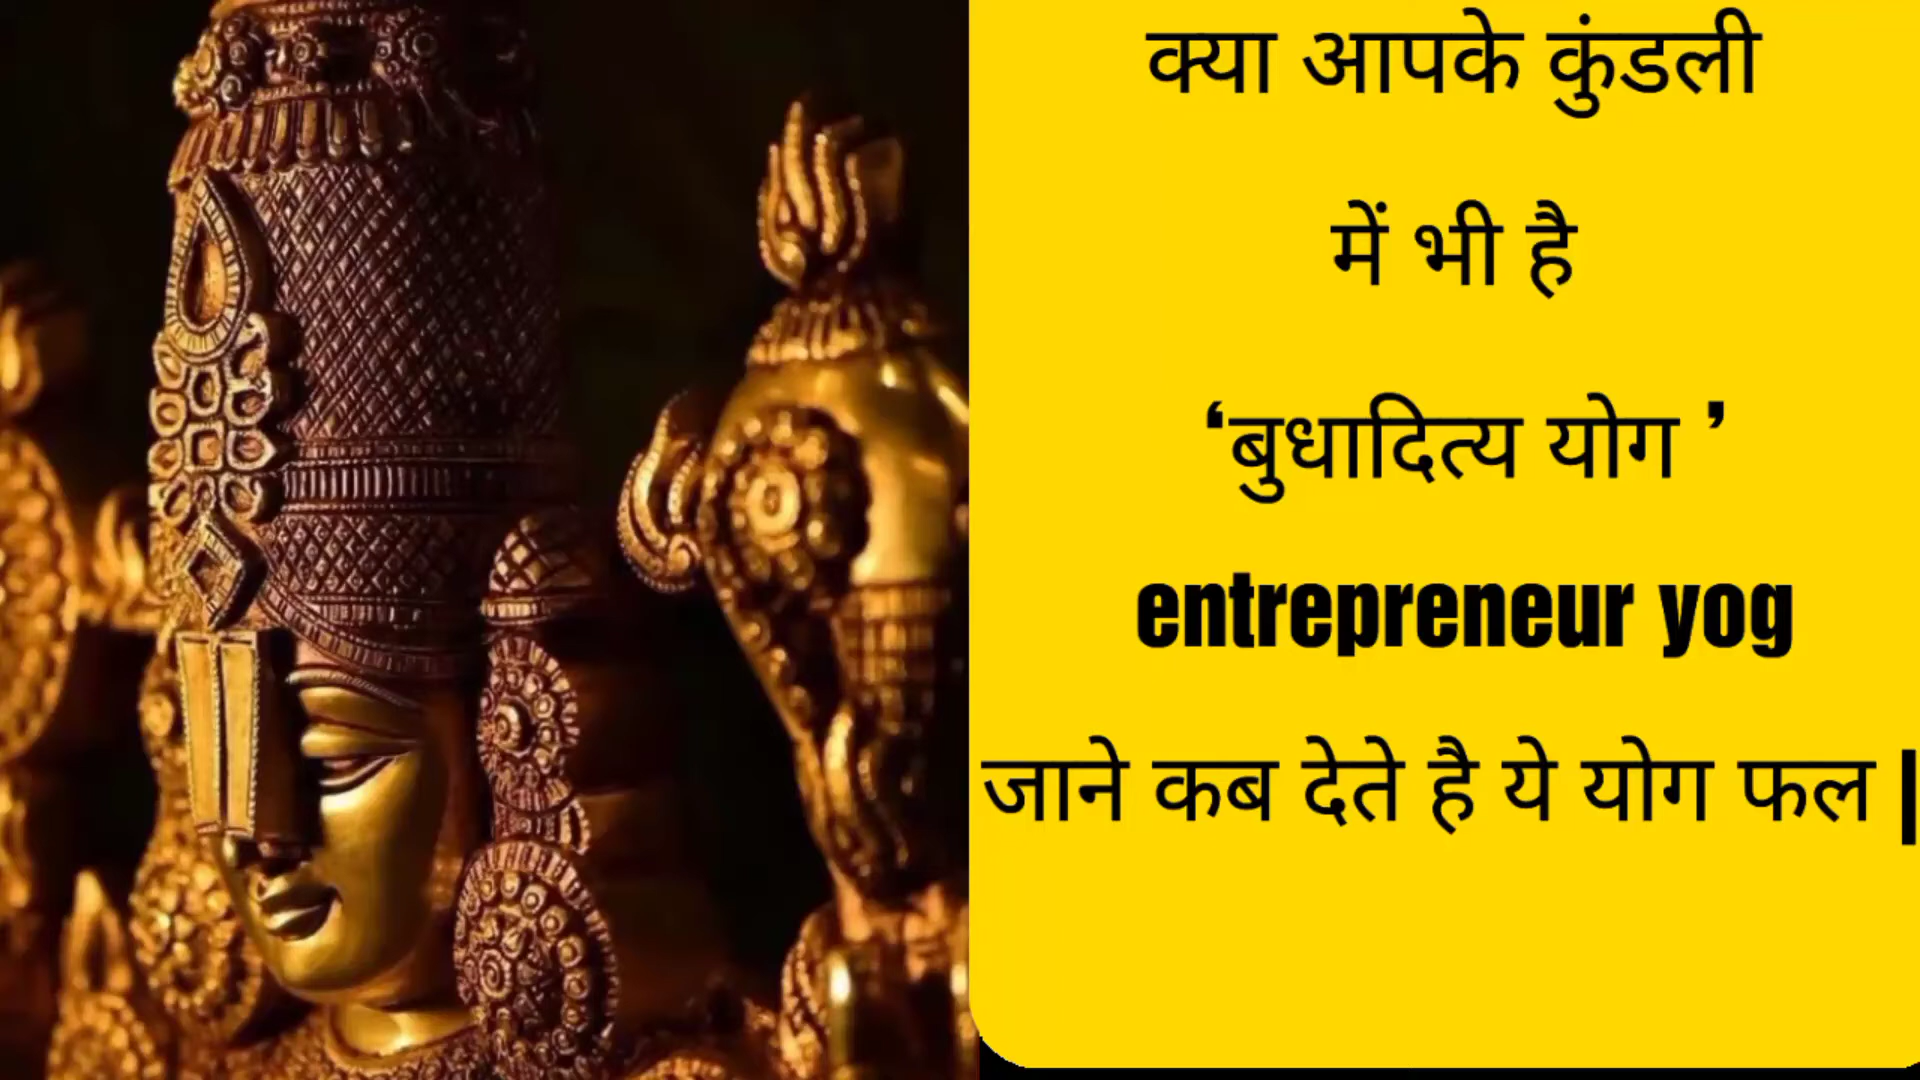 क्या आपके कुंडली
में भी है
‘बुधादित्य योग ’
entrepreneur yog
जाने कब देते है ये योग फल |